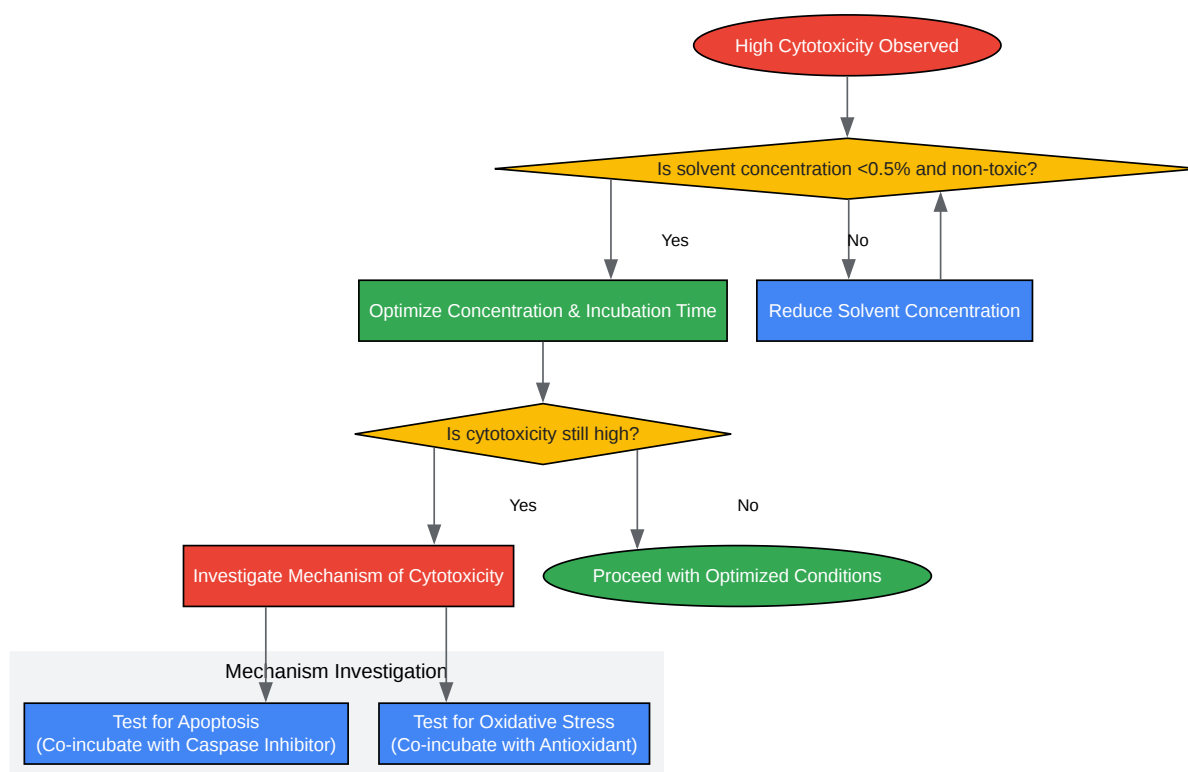 High Cytotoxicity Observed
Is solvent concentration <0.5% and non-toxic?
Yes
No
Optimize Concentration & Incubation Time
Reduce Solvent Concentration
Is cytotoxicity still high?
Yes
No
Investigate Mechanism of Cytotoxicity
Proceed with Optimized Conditions
Mechanism Investigation
Test for Apoptosis
(Co-incubate with Caspase Inhibitor)
Test for Oxidative Stress
(Co-incubate with Antioxidant)